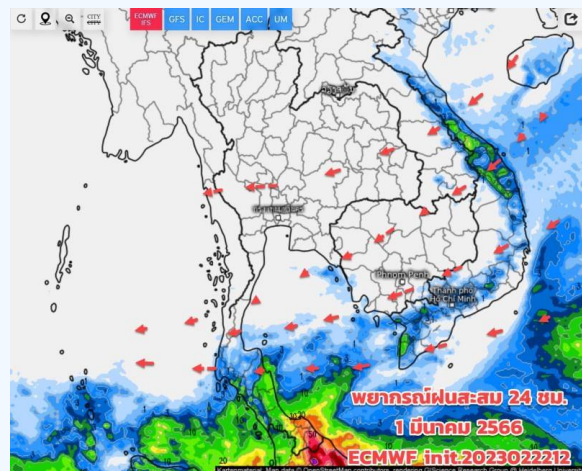 CITY
CITY
ECMWF
IFS
GFS
IC
GEM
ACC
UM
Phnom Penh
Thành phố
Hồ Chí Minh
พยากรณ์ฝนสะสม 24 ชม.
1 มีนาคม 2566
ECMWF init.2023022212